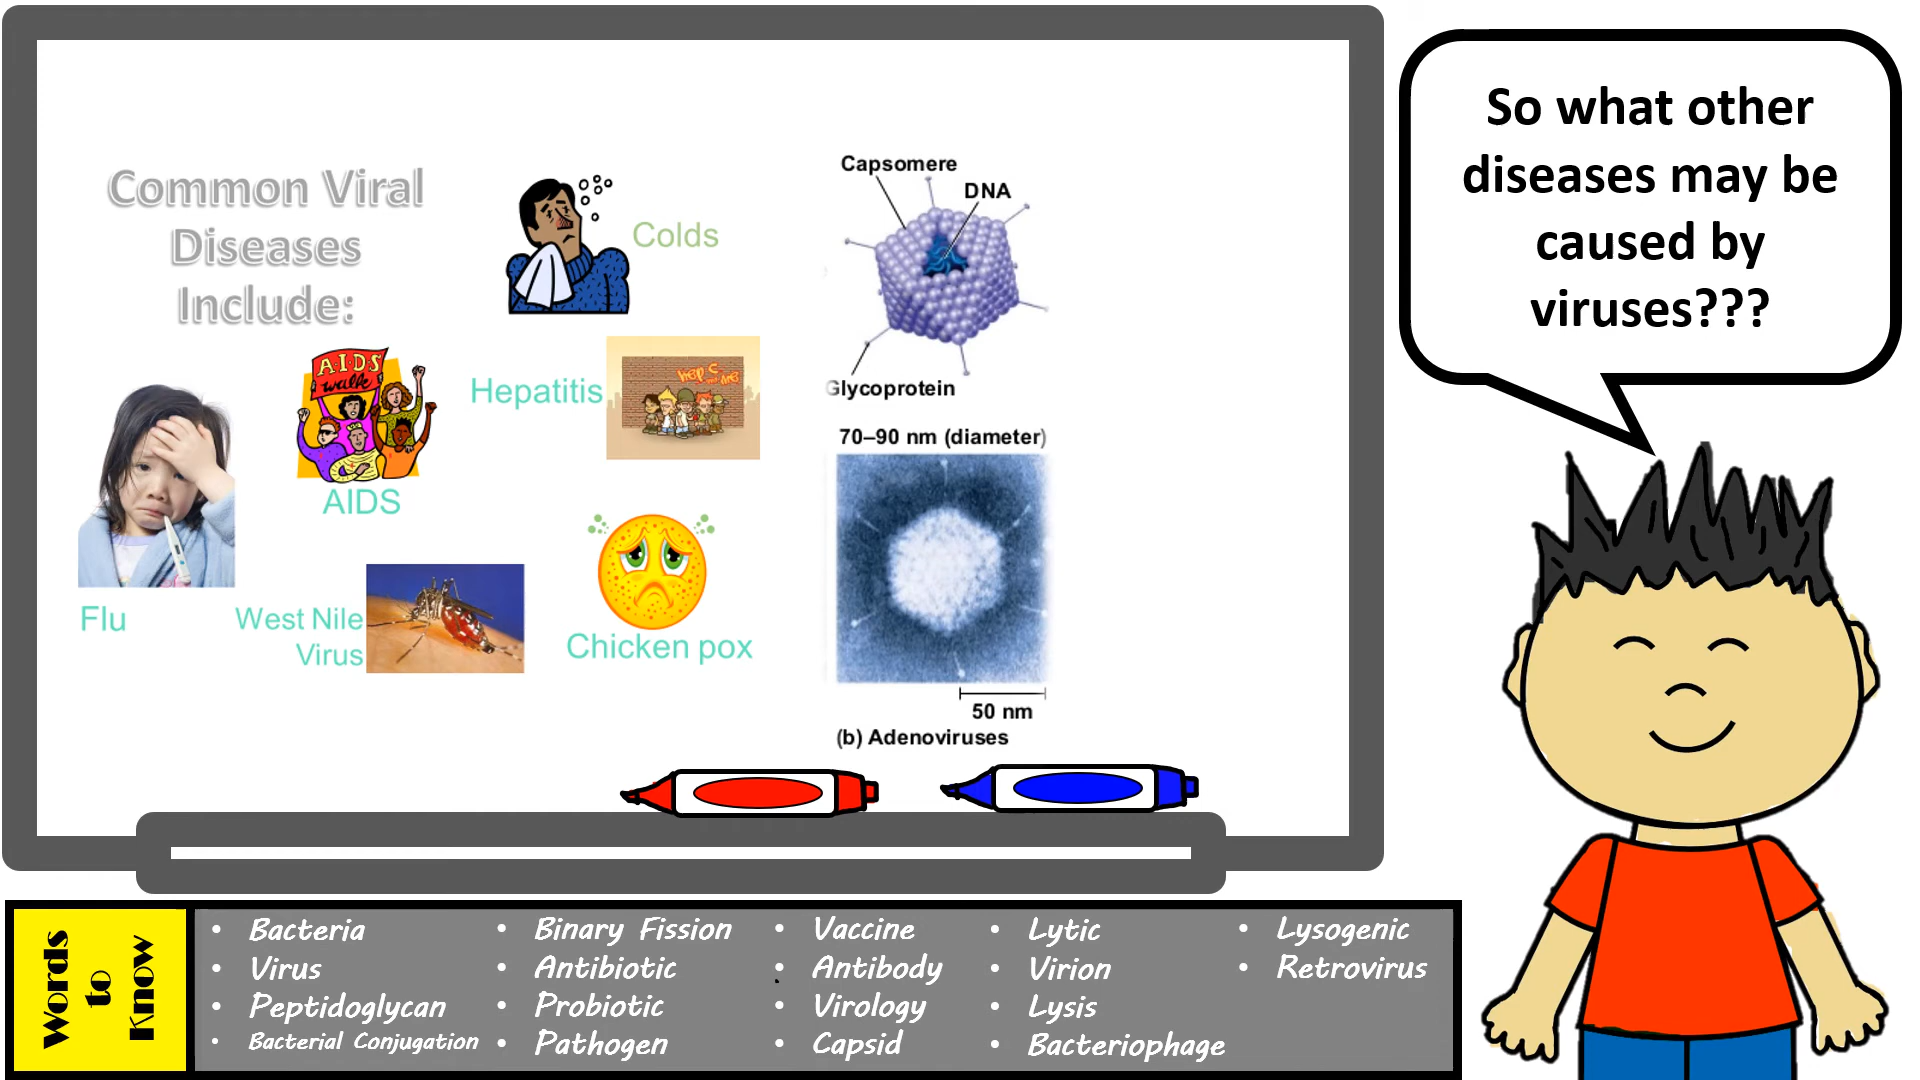 Common Viral
Diseases
Include:
Colds
AIDS
walk
AIDS
Hepatitis
Hep C
Flu
West Nile
Virus
Chicken pox
Capsomere
DNA
Glycoprotein
70–90 nm (diameter)
50 nm
(b) Adenoviruses
So what other
diseases may be
caused by
viruses???
Words
to
Know
• Bacteria
• Virus
• Peptidoglycan
• Bacterial Conjugation
• Binary Fission
• Antibiotic
• Probiotic
• Pathogen
• Vaccine
• Antibody
• Virology
• Capsid
• Lytic
• Virion
• Lysis
• Bacteriophage
• Lysogenic
• Retrovirus